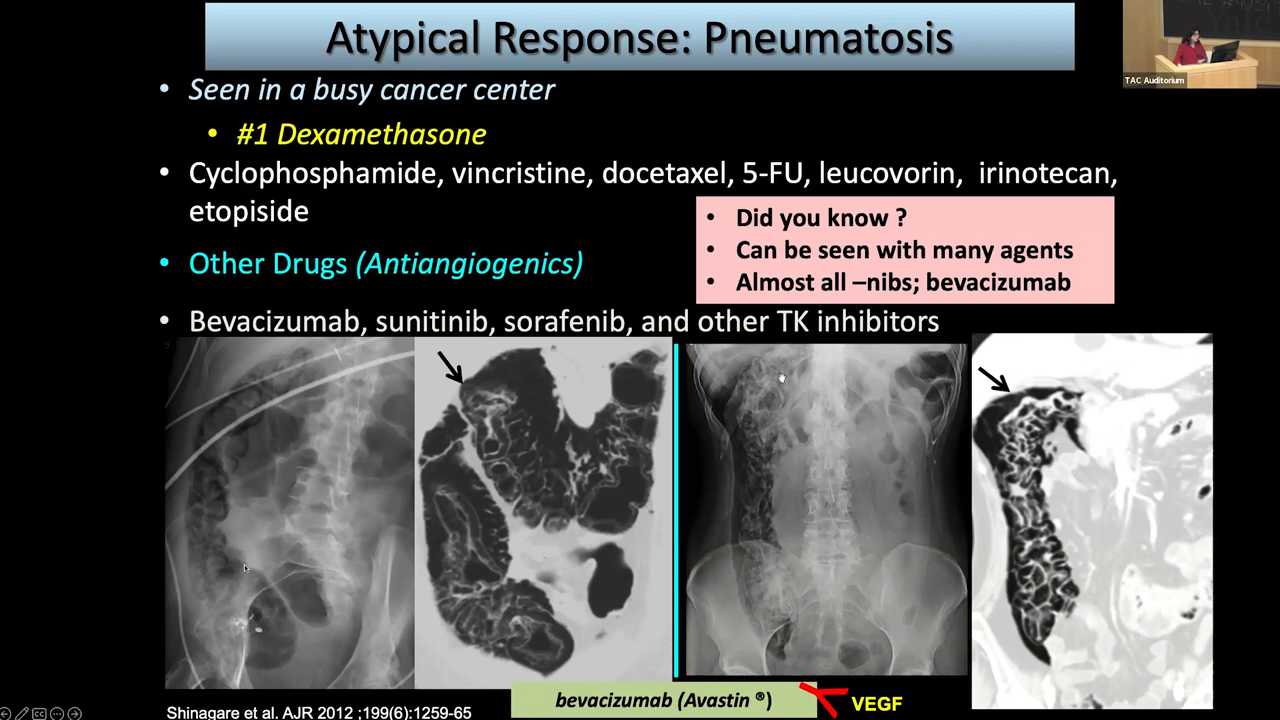 Atypical Response: Pneumatosis
TAC Auditorium
• Seen in a busy cancer center
• #1 Dexamethasone
• Cyclophosphamide, vincristine, docetaxel, 5-FU, leucovorin, irinotecan,
etopiside
• Did you know ?
• Can be seen with many agents
• Almost all –nibs; bevacizumab
• Other Drugs (Antiangiogenics)
• Bevacizumab, sunitinib, sorafenib, and other TK inhibitors
bevacizumab (Avastin ®)
VEGF
Shinagare et al. AJR 2012 ;199(6):1259-65